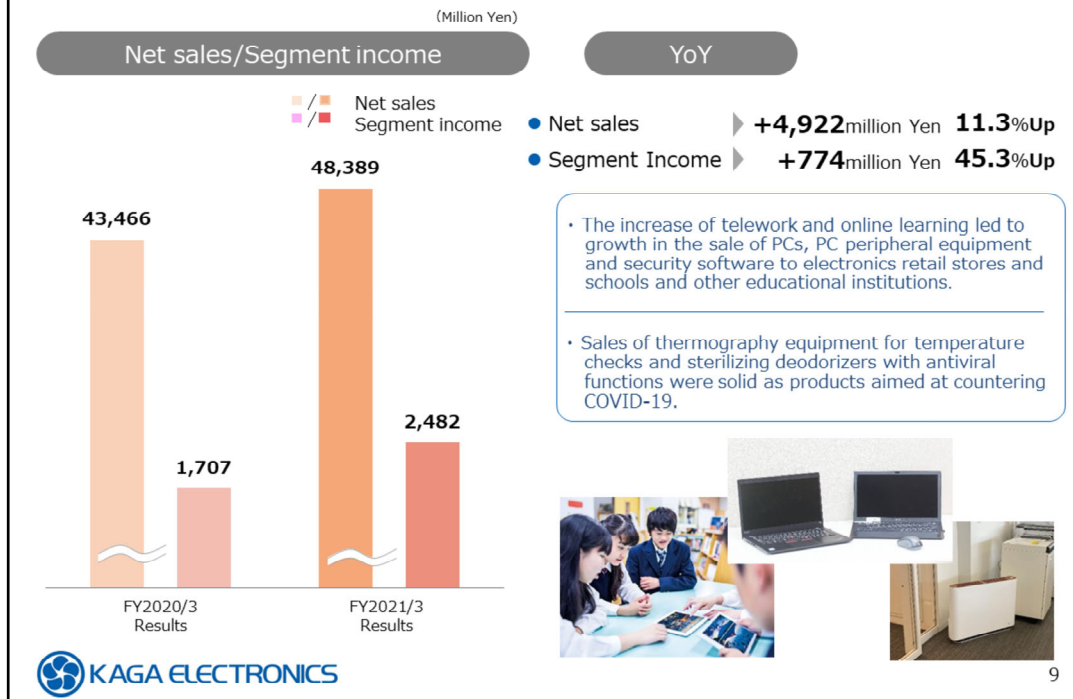 (Million Yen)
Net sales/Segment income
YoY
Net sales
Segment income
43,466
1,707
48,389
2,482
FY2020/3
Results
FY2021/3
Results
• Net sales +4,922million Yen 11.3%Up
• Segment Income +774million Yen 45.3%Up
・The increase of telework and online learning led to
growth in the sale of PCs, PC peripheral equipment
and security software to electronics retail stores and
schools and other educational institutions.
・Sales of thermography equipment for temperature
checks and sterilizing deodorizers with antiviral
functions were solid as products aimed at countering
COVID-19.
KAGA ELECTRONICS
9